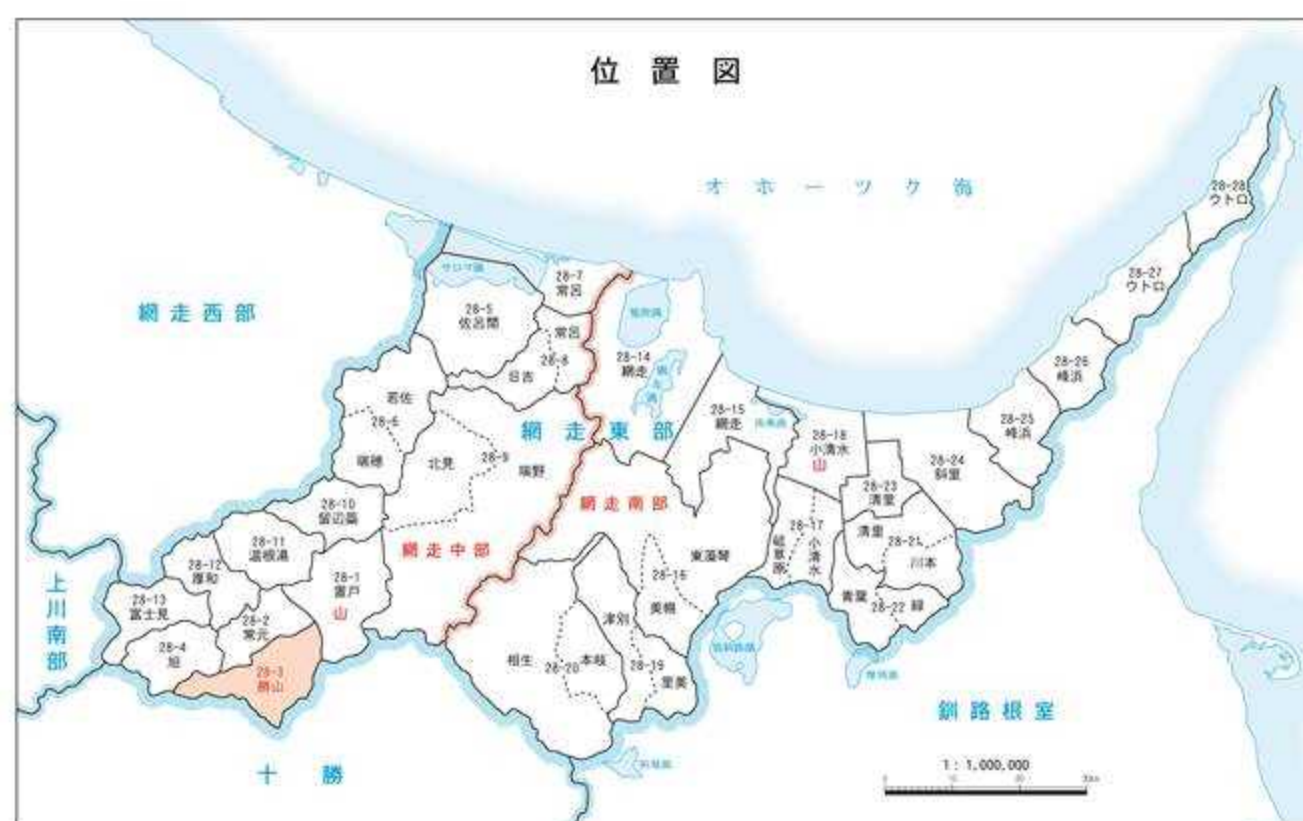 位置図
オホーツク海
28-28
ウトロ
28-27
ウトロ
28-26
峰浜
28-25
峰浜
28-24
斜里
網走西部
サロマ湖
28-7
常呂
28-5
佐呂間
常呂
28-8
日吉
28-14
網走
28-15
網走
28-18
小清水
山
28-23
清里
若佐
28-6
瑞穂
北見
28-9
端野
網走東部
網走南部
網走中部
28-10
留辺蘂
28-11
温根湯
28-12
厚和
28-13
富士見
28-1
置戸
山
28-2
常元
28-4
旭
28-3
勝山
上川南部
十勝
東藻琴
28-16
美幌
津別
28-19
里美
相生
28-20
本岐
28-17
小清水
清里
28-21
川本
青葉
28-22
緑
釧路根室
1:1,000,000
0
10
20